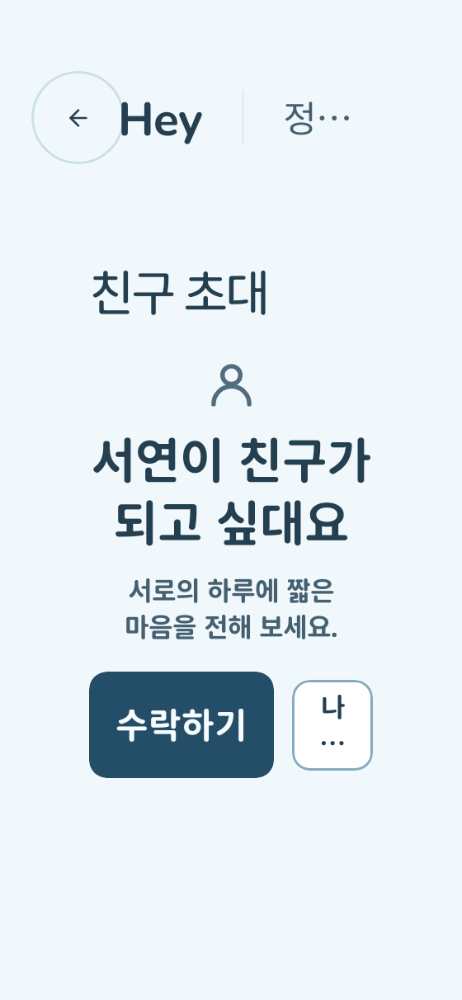 Hey
정…
친구 초대
서연이 친구가
되고 싶대요
서로의 하루에 짧은
마음을 전해 보세요.
수락하기
나
…